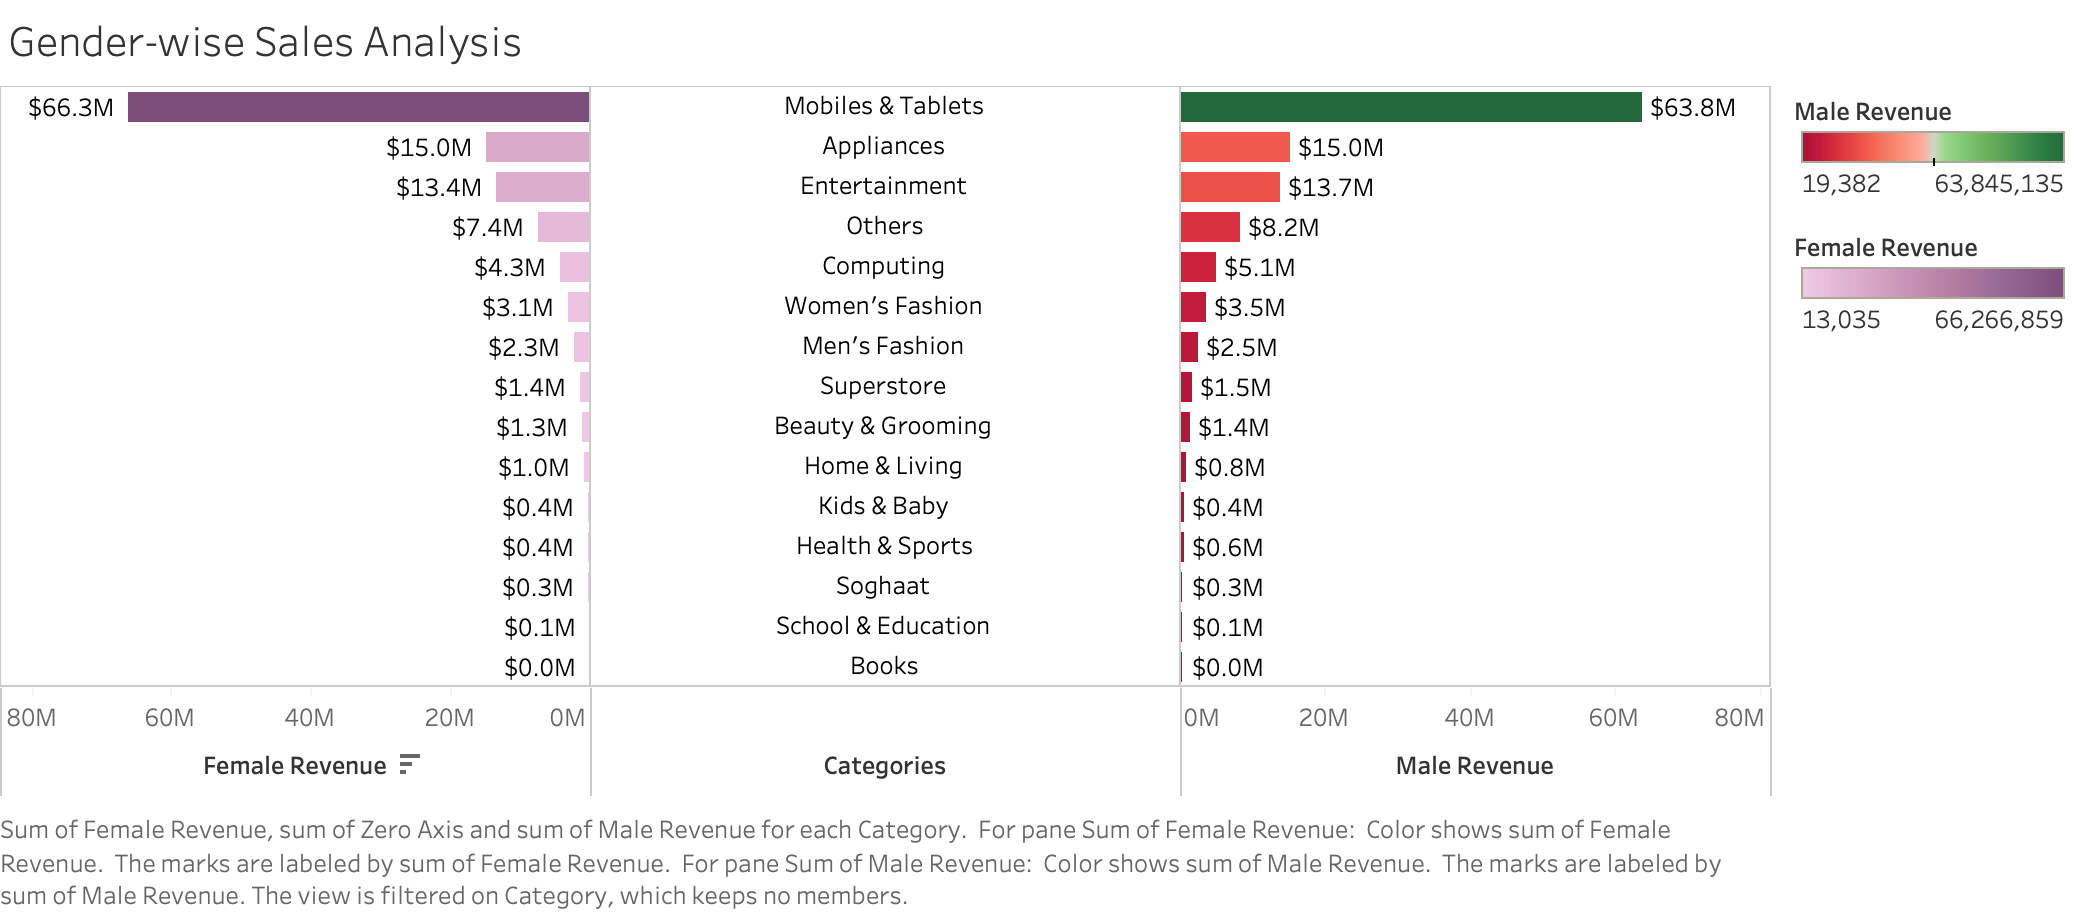 Gender-wise Sales Analysis
$66.3M Mobiles & Tablets $63.8M
$15.0M Appliances $15.0M
$13.4M Entertainment $13.7M
$7.4M Others $8.2M
$4.3M Computing $5.1M
$3.1M Women’s Fashion $3.5M
$2.3M Men’s Fashion $2.5M
$1.4M Superstore $1.5M
$1.3M Beauty & Grooming $1.4M
$1.0M Home & Living $0.8M
$0.4M Kids & Baby $0.4M
$0.4M Health & Sports $0.6M
$0.3M Soghaat $0.3M
$0.1M School & Education $0.1M
$0.0M Books $0.0M
80M 60M 40M 20M 0M 0M 20M 40M 60M 80M
Female Revenue Categories Male Revenue
Male Revenue
19,382 63,845,135
Female Revenue
13,035 66,266,859
Sum of Female Revenue, sum of Zero Axis and sum of Male Revenue for each Category.  For pane Sum of Female Revenue:  Color shows sum of Female
Revenue.  The marks are labeled by sum of Female Revenue.  For pane Sum of Male Revenue:  Color shows sum of Male Revenue.  The marks are labeled by
sum of Male Revenue. The view is filtered on Category, which keeps no members.